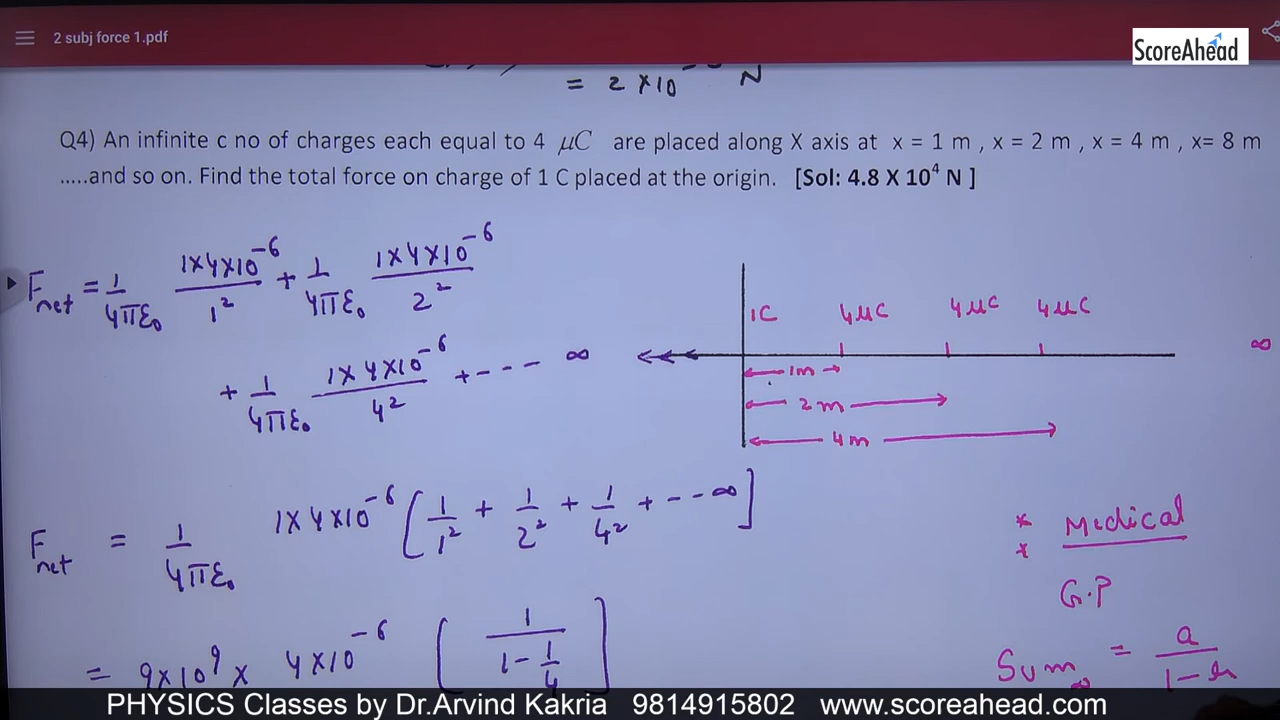 2 subj force 1.pdf
ScoreAhead
= 2 × 10⁻ N
Q4) An infinite c no of charges each equal to 4 μC are placed along X axis at x = 1 m , x = 2 m , x = 4 m , x= 8 m
.....and so on. Find the total force on charge of 1 C placed at the origin. [Sol: 4.8 X 10⁴ N ]
F_net = 1/4πε₀ 1×4×10⁻⁶/1² + 1/4πε₀ 1×4×10⁻⁶/2²
+ 1/4πε₀ 1×4×10⁻⁶/4² + - - - - ∞
1C 4μC 4μC 4μC
∞
1m
2 m
4 m
F_net = 1/4πε₀ 1×4×10⁻⁶ [1/1² + 1/2² + 1/4² + - - ∞]
* Medical
*
G.P
= 9×10⁹ × 4×10⁻⁶ [1/1-1/4]
Sum_∞ = a/1-r
PHYSICS Classes by Dr.Arvind Kakria 9814915802 www.scoreahead.com